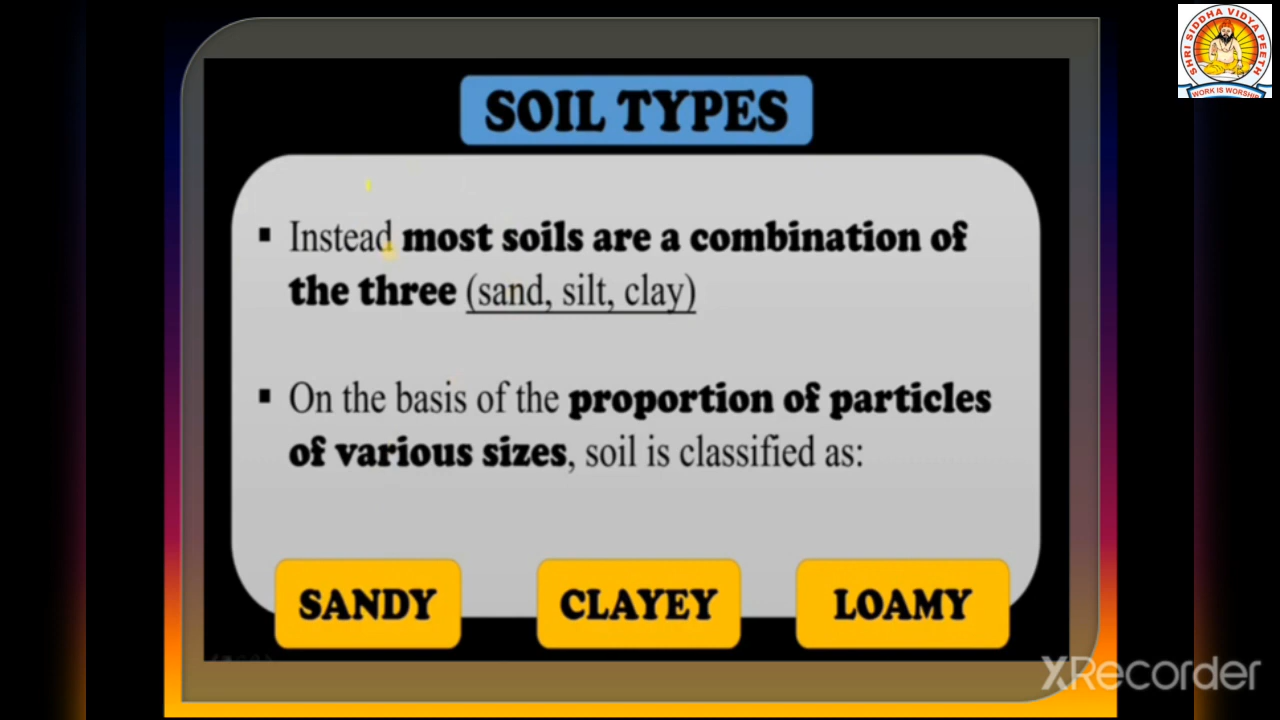 SHRI SIDDHA VIDYA PEETH
WORK IS WORSHIP
SOIL TYPES
▪ Instead most soils are a combination of
the three (sand, silt, clay)
▪ On the basis of the proportion of particles
of various sizes, soil is classified as:
SANDY CLAYEY LOAMY
XRecorder